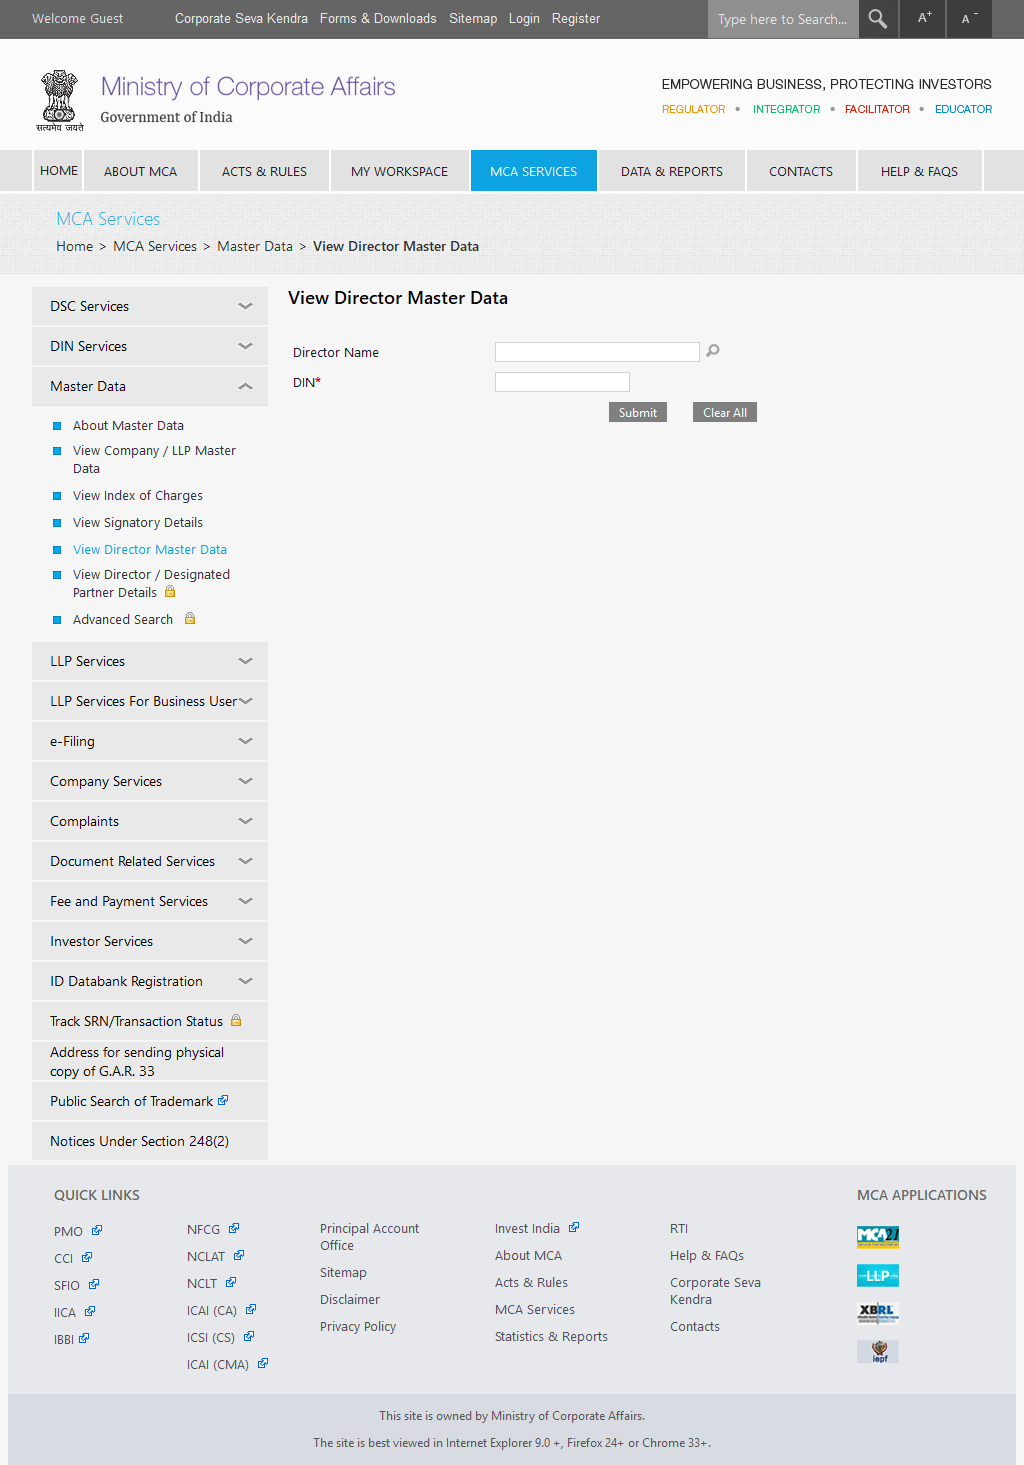 Welcome Guest
Corporate Seva Kendra Forms & Downloads Sitemap Login Register
Type here to Search...
A+
A -
सत्यमेव जयते
Ministry of Corporate Affairs
Government of India
EMPOWERING BUSINESS, PROTECTING INVESTORS
REGULATOR • INTEGRATOR • FACILITATOR • EDUCATOR
HOME ABOUT MCA ACTS & RULES MY WORKSPACE MCA SERVICES DATA & REPORTS CONTACTS HELP & FAQS
MCA Services
Home > MCA Services > Master Data > View Director Master Data
DSC Services
DIN Services
Master Data
About Master Data
View Company / LLP Master
Data
View Index of Charges
View Signatory Details
View Director Master Data
View Director / Designated
Partner Details
Advanced Search
LLP Services
LLP Services For Business User
e-Filing
Company Services
Complaints
Document Related Services
Fee and Payment Services
Investor Services
ID Databank Registration
Track SRN/Transaction Status
Address for sending physical
copy of G.A.R. 33
Public Search of Trademark
Notices Under Section 248(2)
View Director Master Data
Director Name
DIN*
Submit Clear All
QUICK LINKS
PMO
CCI
SFIO
IICA
IBBI
NFCG
NCLAT
NCLT
ICAI (CA)
ICSI (CS)
ICAI (CMA)
Principal Account
Office
Sitemap
Disclaimer
Privacy Policy
Invest India
About MCA
Acts & Rules
MCA Services
Statistics & Reports
RTI
Help & FAQs
Corporate Seva
Kendra
Contacts
MCA APPLICATIONS
MCA21
LLP
XBRL
iepf
This site is owned by Ministry of Corporate Affairs.
The site is best viewed in Internet Explorer 9.0 +, Firefox 24+ or Chrome 33+.